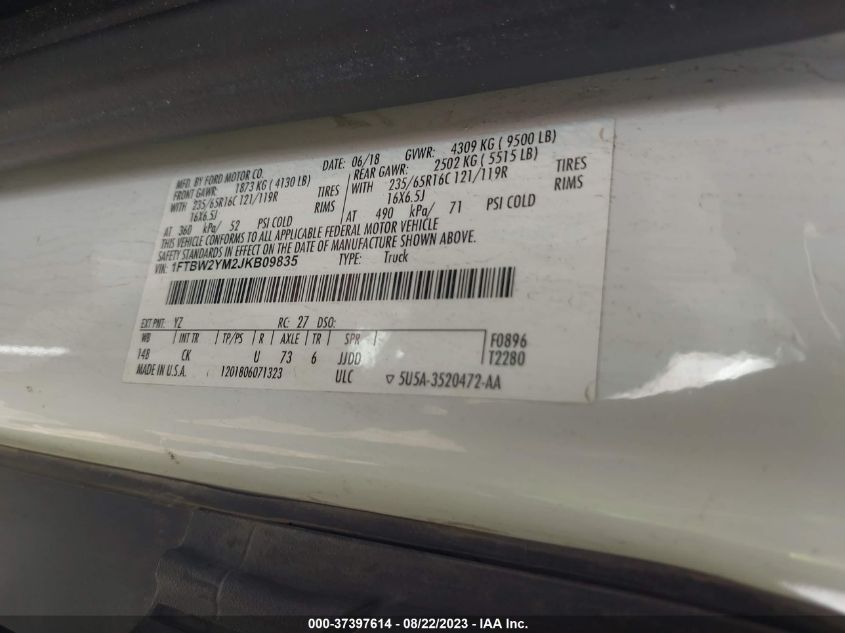 MFD. BY FORD MOTOR CO.
DATE: 06/18 GVWR: 4309 KG ( 9500 LB)
FRONT GAWR: 1873 KG ( 4130 LB) REAR GAWR: 2502 KG ( 5515 LB)
WITH 235/65R16C 121/119R TIRES WITH 235/65R16C 121/119R TIRES
16X6.5J RIMS 16X6.5J RIMS
AT 360 kPa/ 52 PSI COLD AT 490 kPa/ 71 PSI COLD
THIS VEHICLE CONFORMS TO ALL APPLICABLE FEDERAL MOTOR VEHICLE
SAFETY STANDARDS IN EFFECT ON THE DATE OF MANUFACTURE SHOWN ABOVE.
VIN: 1FTBW2YM2JKB09835 TYPE: Truck
EXT PNT: YZ RC: 27 DSO:
WB INT TR TP/PS R AXLE TR SPR F0896
148 CK U 73 6 JJDD T2280
MADE IN U.S.A. 1201806071323 ULC ▽ 5U5A-3520472-AA
000-37397614 - 08/22/2023 - IAA Inc.